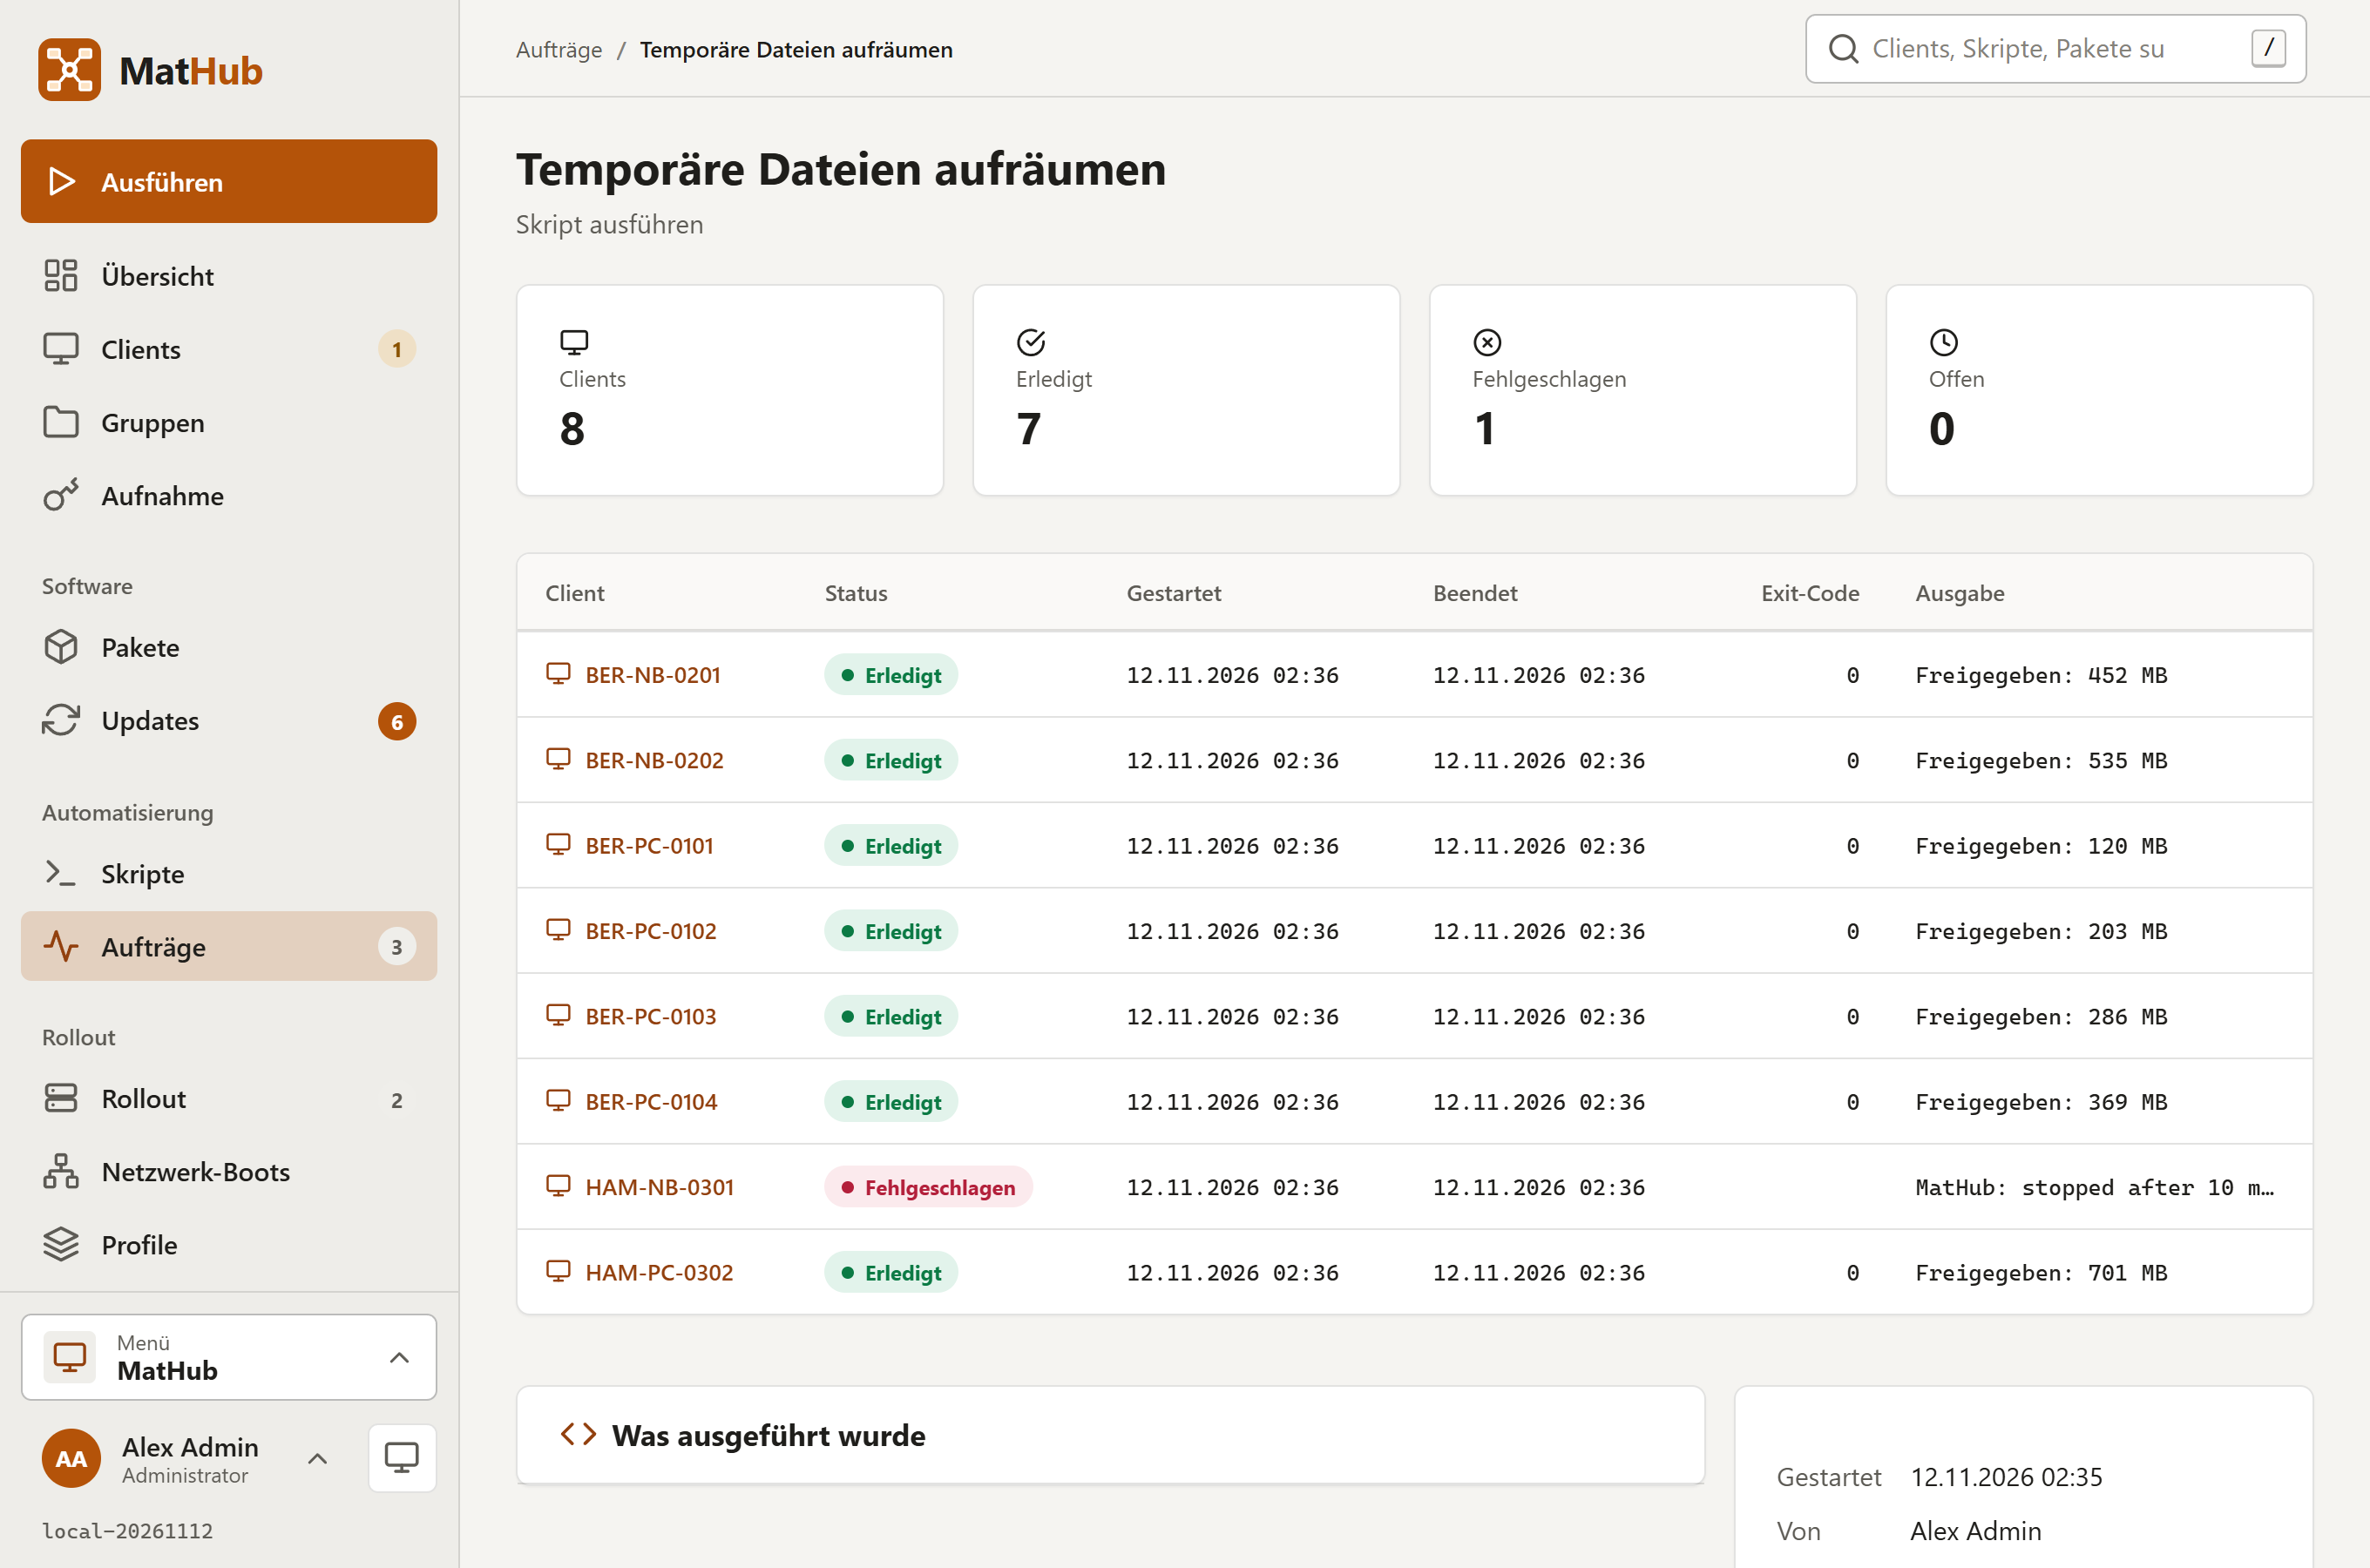 MatHub
Ausführen
Übersicht
Clients 1
Gruppen
Aufnahme
Software
Pakete
Updates 6
Automatisierung
Skripte
Aufträge 3
Rollout
Rollout 2
Netzwerk-Boots
Profile
Menü
MatHub
AA Alex Admin
Administrator
local-20261112
Aufträge / Temporäre Dateien aufräumen
Clients, Skripte, Pakete su /
Temporäre Dateien aufräumen
Skript ausführen
Clients
8
Erledigt
7
Fehlgeschlagen
1
Offen
0
Client Status Gestartet Beendet Exit-Code Ausgabe
BER-NB-0201 Erledigt 12.11.2026 02:36 12.11.2026 02:36 0 Freigegeben: 452 MB
BER-NB-0202 Erledigt 12.11.2026 02:36 12.11.2026 02:36 0 Freigegeben: 535 MB
BER-PC-0101 Erledigt 12.11.2026 02:36 12.11.2026 02:36 0 Freigegeben: 120 MB
BER-PC-0102 Erledigt 12.11.2026 02:36 12.11.2026 02:36 0 Freigegeben: 203 MB
BER-PC-0103 Erledigt 12.11.2026 02:36 12.11.2026 02:36 0 Freigegeben: 286 MB
BER-PC-0104 Erledigt 12.11.2026 02:36 12.11.2026 02:36 0 Freigegeben: 369 MB
HAM-NB-0301 Fehlgeschlagen 12.11.2026 02:36 12.11.2026 02:36 MatHub: stopped after 10 m…
HAM-PC-0302 Erledigt 12.11.2026 02:36 12.11.2026 02:36 0 Freigegeben: 701 MB
Was ausgeführt wurde
Gestartet 12.11.2026 02:35
Von Alex Admin